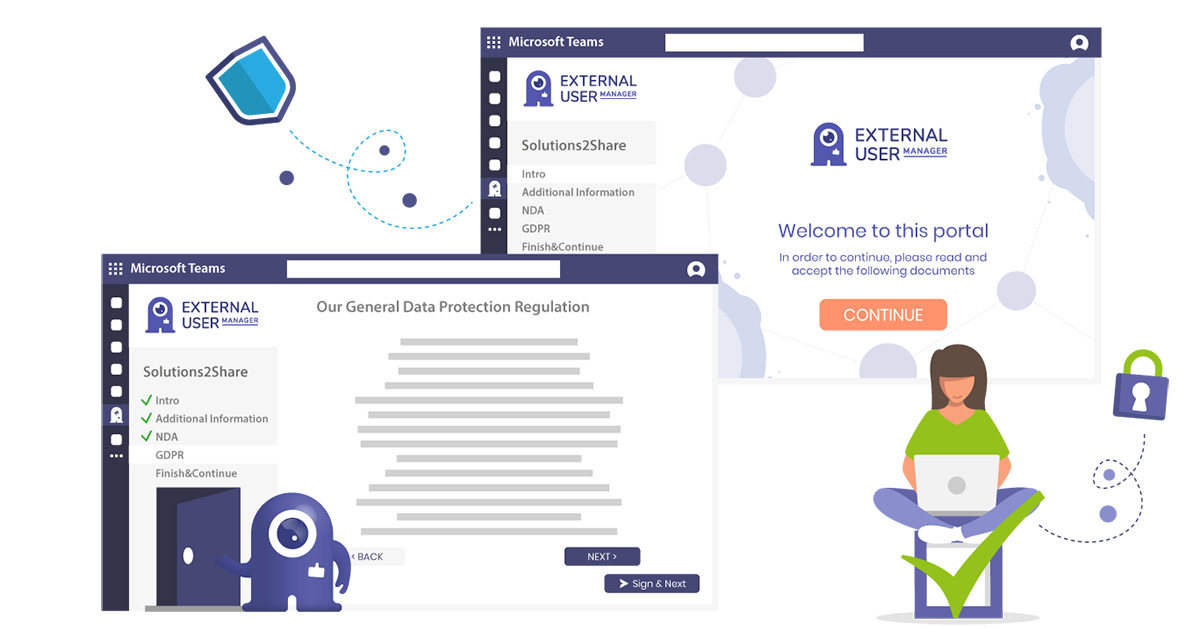 Microsoft Teams
EXTERNAL
USER MANAGER
Solutions2Share
Intro
Additional Information
NDA
GDPR
Finish&Continue
EXTERNAL
USER MANAGER
Welcome to this portal
In order to continue, please read and
accept the following documents
CONTINUE
Microsoft Teams
EXTERNAL
USER MANAGER
Solutions2Share
Intro
Additional Information
NDA
GDPR
Finish&Continue
Our General Data Protection Regulation
< BACK
NEXT >
Sign & Next